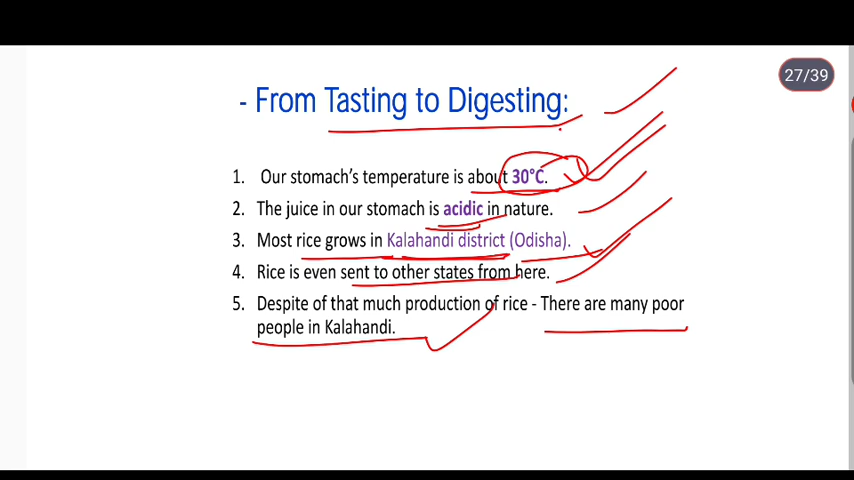 27/39
- From Tasting to Digesting:
1. Our stomach's temperature is about 30°C.
2. The juice in our stomach is acidic in nature.
3. Most rice grows in Kalahandi district (Odisha).
4. Rice is even sent to other states from here.
5. Despite of that much production of rice - There are many poor
people in Kalahandi.